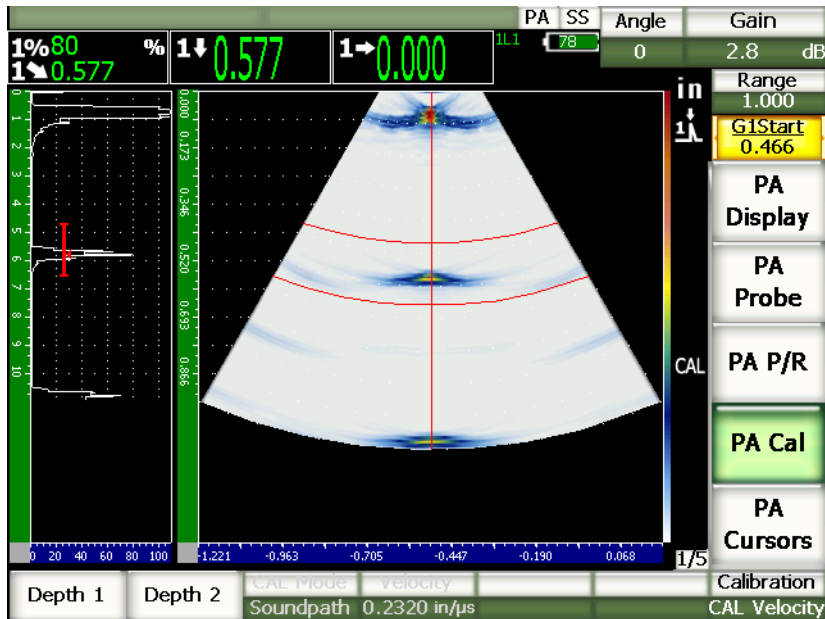 PA SS Angle Gain
1%80 % 1 0.577 1 0.000 1L1 78 0 2.8 dB
1 0.577
in Range
1.000
1 G1Start
0.466
PA
Display
PA
Probe
CAL PA P/R
PA Cal
PA
Cursors
0 1 2 3 4 5 6 7 8 9 10
0.000 0.173 0.346 0.520 0.693 0.866
0 20 40 60 80 100 -1.221 -0.963 -0.705 -0.447 -0.190 0.068 1/5
Depth 1 Depth 2 CAL Mode Velocity Calibration
Soundpath 0.2320 in/µs CAL Velocity